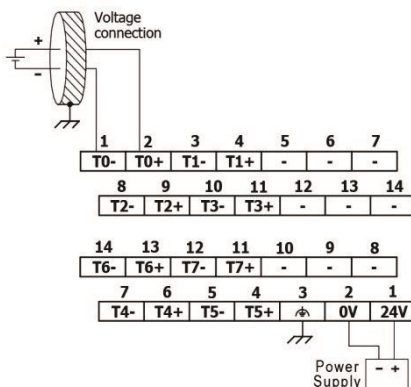 Voltage
connection
+
-
1 2 3 4 5 6 7
T0- T0+ T1- T1+ - - -
8 9 10 11 12 13 14
T2- T2+ T3- T3+ - - -
14 13 12 11 10 9 8
T6- T6+ T7- T7+ - - -
7 6 5 4 3 2 1
T4- T4+ T5- T5+ 0V 24V
Power
Supply
- +